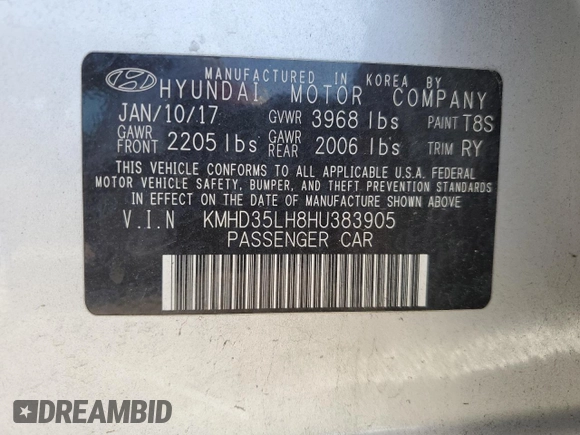 MANUFACTURED IN KOREA BY
HYUNDAI MOTOR COMPANY
JAN/10/17 GVWR 3968 lbs PAINT T8S
GAWR FRONT 2205 lbs GAWR REAR 2006 lbs TRIM RY
THIS VEHICLE CONFORMS TO ALL APPLICABLE U.S.A. FEDERAL
MOTOR VEHICLE SAFETY, BUMPER, AND THEFT PREVENTION STANDARDS
IN EFFECT ON THE DATE OF MANUFACTURE SHOWN ABOVE
V.I.N KMHD35LH8HU383905
PASSENGER CAR
DREAMBID